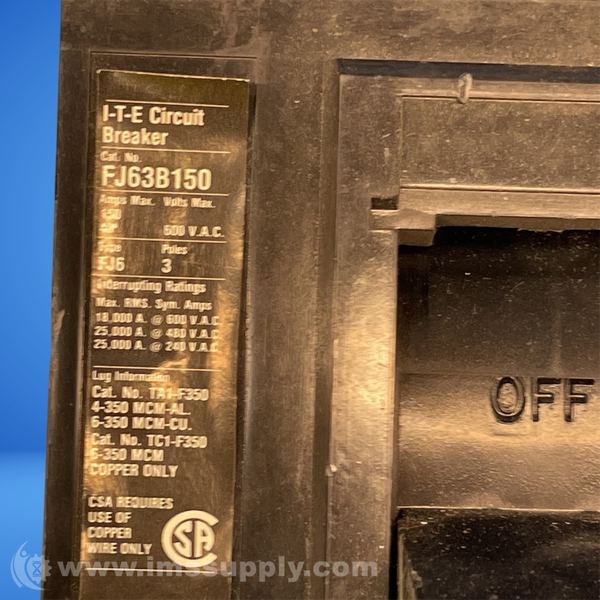 I-T-E Circuit
Breaker
Cat. No.
FJ63B150
Amps Max. Volts Max.
150
40° 600 V.A.C.
Type Poles
FJ6 3
Interrupting Ratings
Max. RMS. Sym. Amps
18,000 A. @ 600 V.A.C.
25,000 A. @ 480 V.A.C.
25,000 A. @ 240 V.A.C.
Lug Information
Cat. No. TA1-F350
4-350 MCM-AL.
6-350 MCM-CU.
Cat. No. TC1-F350
6-350 MCM
COPPER ONLY
CSA REQUIRES
USE OF
COPPER
WIRE ONLY
CSA
OFF
www.imssupply.com